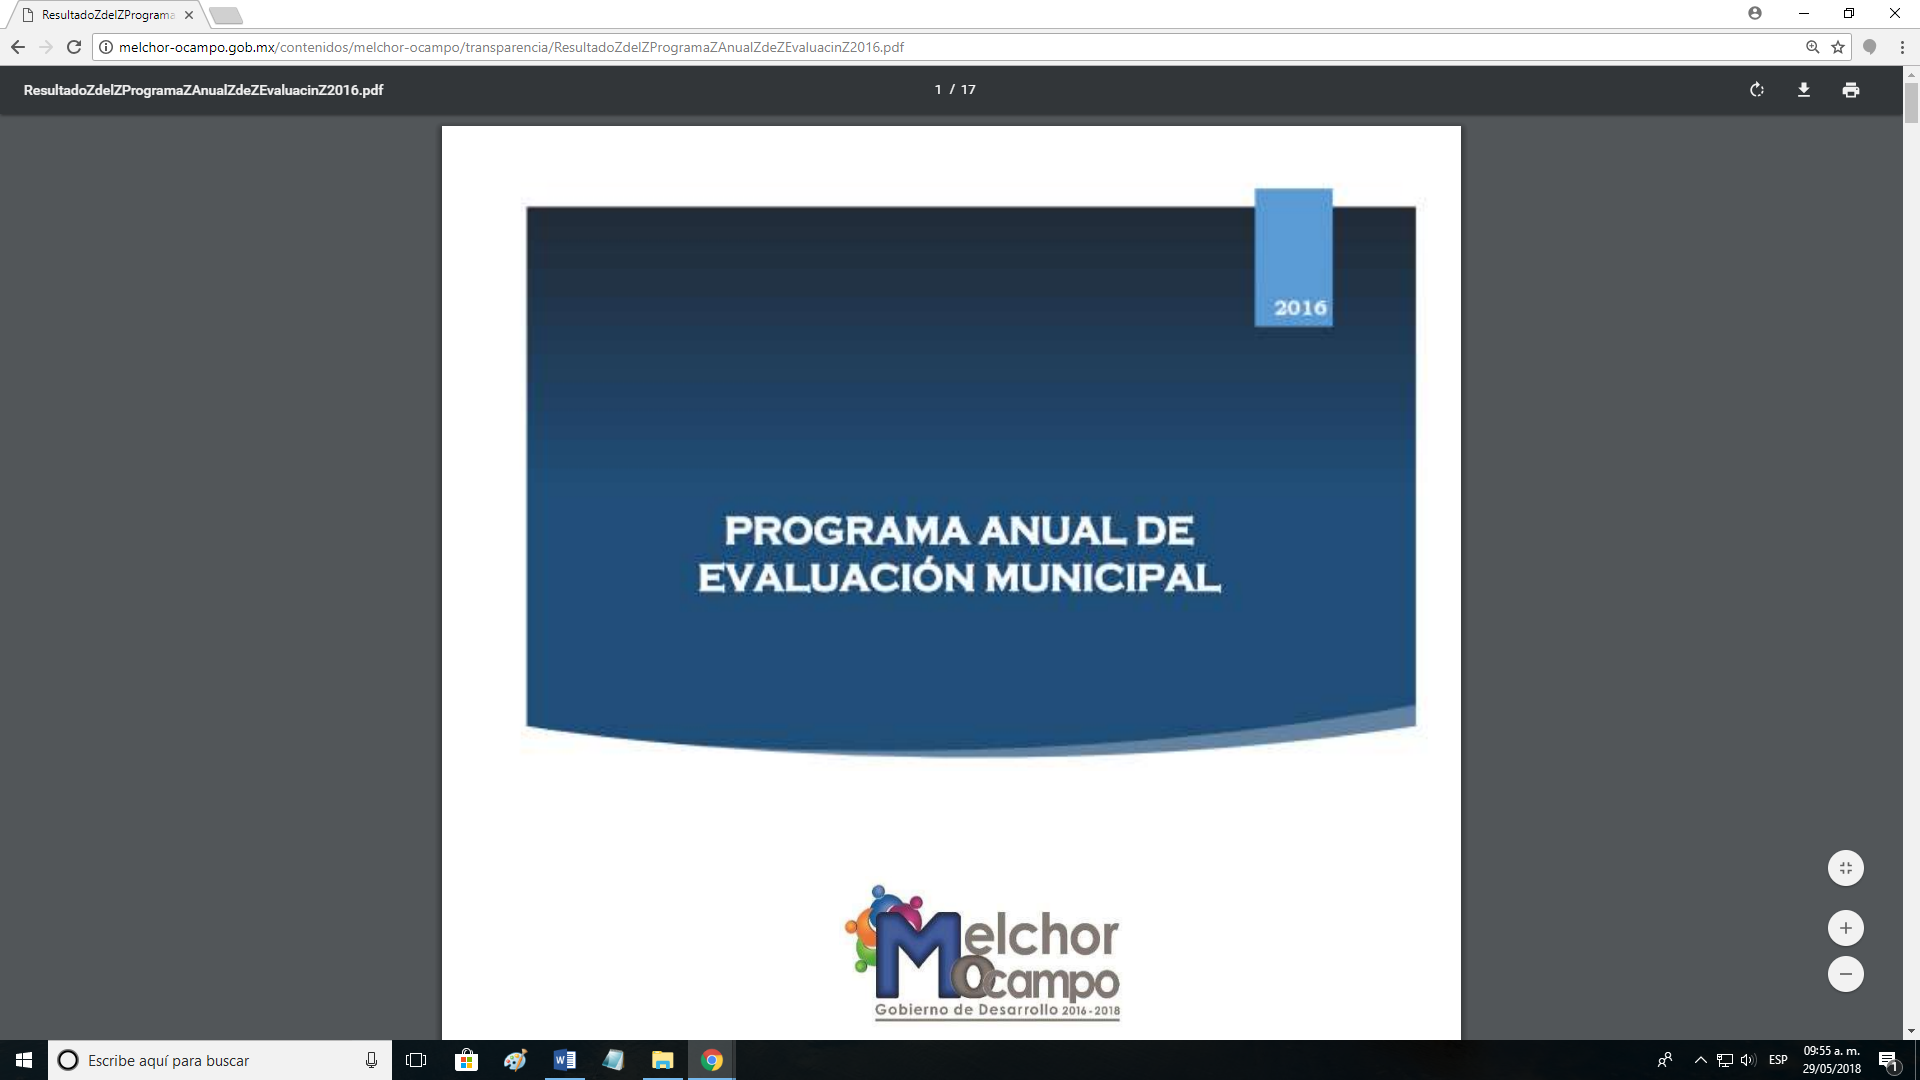 ResultadoZdelZPrograma
melchor-ocampo.gob.mx/contenidos/melchor-ocampo/transparencia/ResultadoZdelZProgramaZAnualZdeZEvaluacinZ2016.pdf
ResultadoZdelZProgramaZAnualZdeZEvaluacinZ2016.pdf
1 / 17
2016
PROGRAMA ANUAL DE
EVALUACIÓN MUNICIPAL
Melchor
Ocampo
Gobierno de Desarrollo 2016-2018
Escribe aquí para buscar
ESP
09:55 a. m.
29/05/2018
1